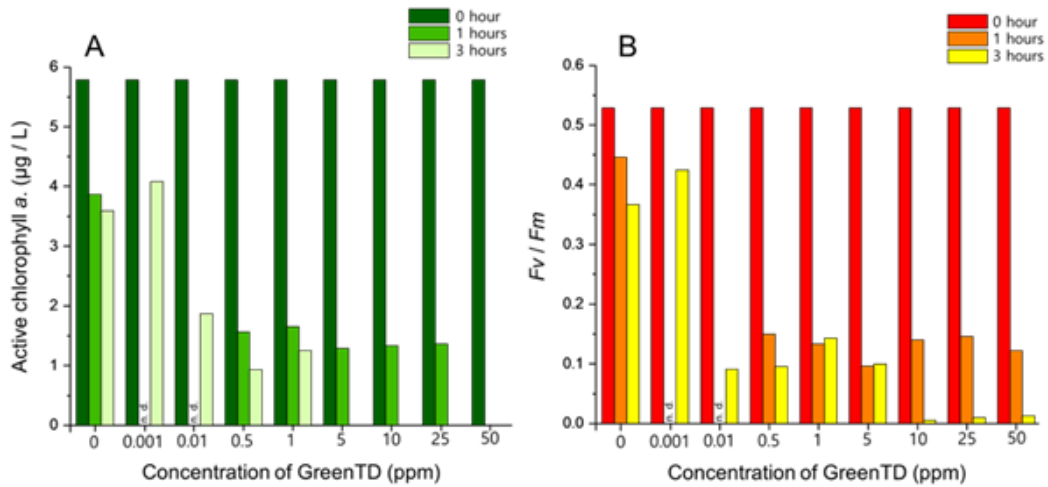 A
0 hour
1 hours
3 hours
Active chlorophyll a. (µg / L)
6
5
4
3
2
1
0
n. d.
n. d.
0 0.001 0.01 0.5 1 5 10 25 50
Concentration of GreenTD (ppm)
B
0 hour
1 hours
3 hours
Fv / Fm
0.6
0.5
0.4
0.3
0.2
0.1
0.0
n. d.
n. d.
0 0.001 0.01 0.5 1 5 10 25 50
Concentration of GreenTD (ppm)